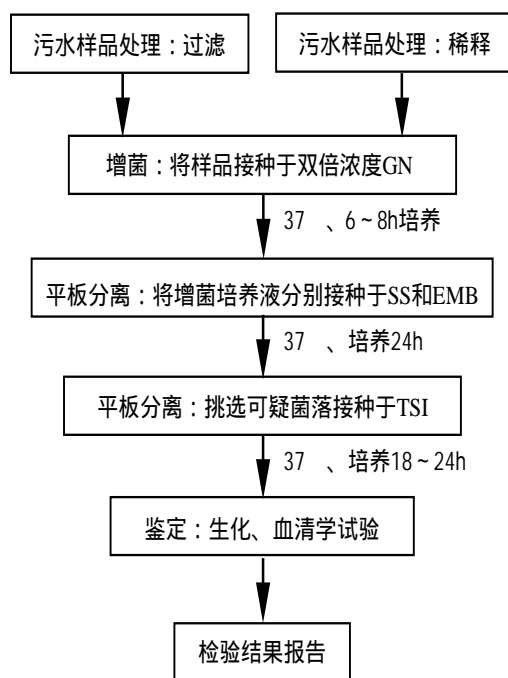 污水样品处理：过滤
污水样品处理：稀释
增菌：将样品接种于双倍浓度GN
37 、6～8h培养
平板分离：将增菌培养液分别接种于SS和EMB
37 、培养24h
平板分离：挑选可疑菌落接种于TSI
37 、培养18～24h
鉴定：生化、血清学试验
检验结果报告